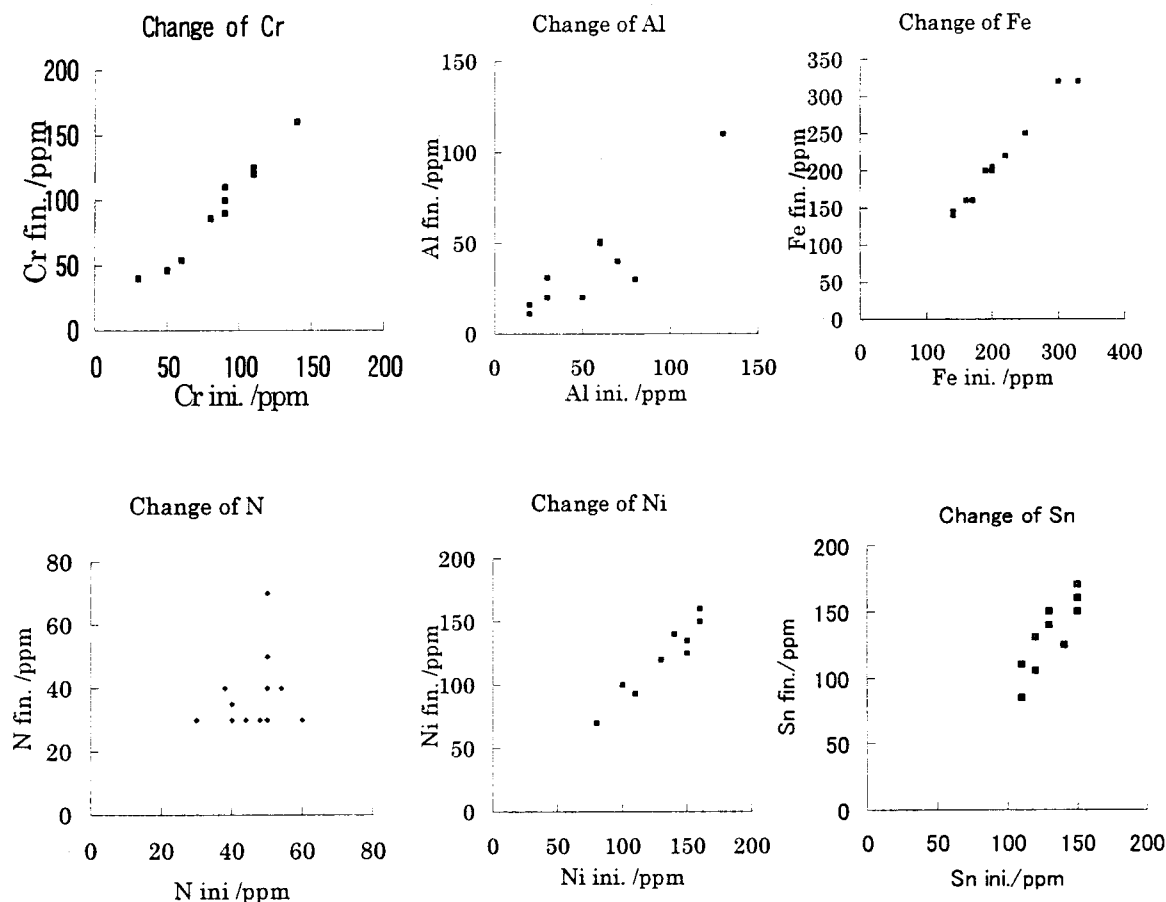 Change of Cr
200
150
100
50
0
0 50 100 150 200
Cr fin. /ppm
Cr ini. /ppm
Change of Al
150
100
50
0
0 50 100 150
Al fin. /ppm
Al ini. /ppm
Change of Fe
350
300
250
200
150
100
50
0
0 100 200 300 400
Fe fin. /ppm
Fe ini. /ppm
Change of N
80
60
40
20
0
0 20 40 60 80
N fin. /ppm
N ini /ppm
Change of Ni
200
150
100
50
0
0 50 100 150 200
Ni fin. /ppm
Ni ini. /ppm
Change of Sn
200
150
100
50
0
0 50 100 150 200
Sn fin./ppm
Sn ini./ppm